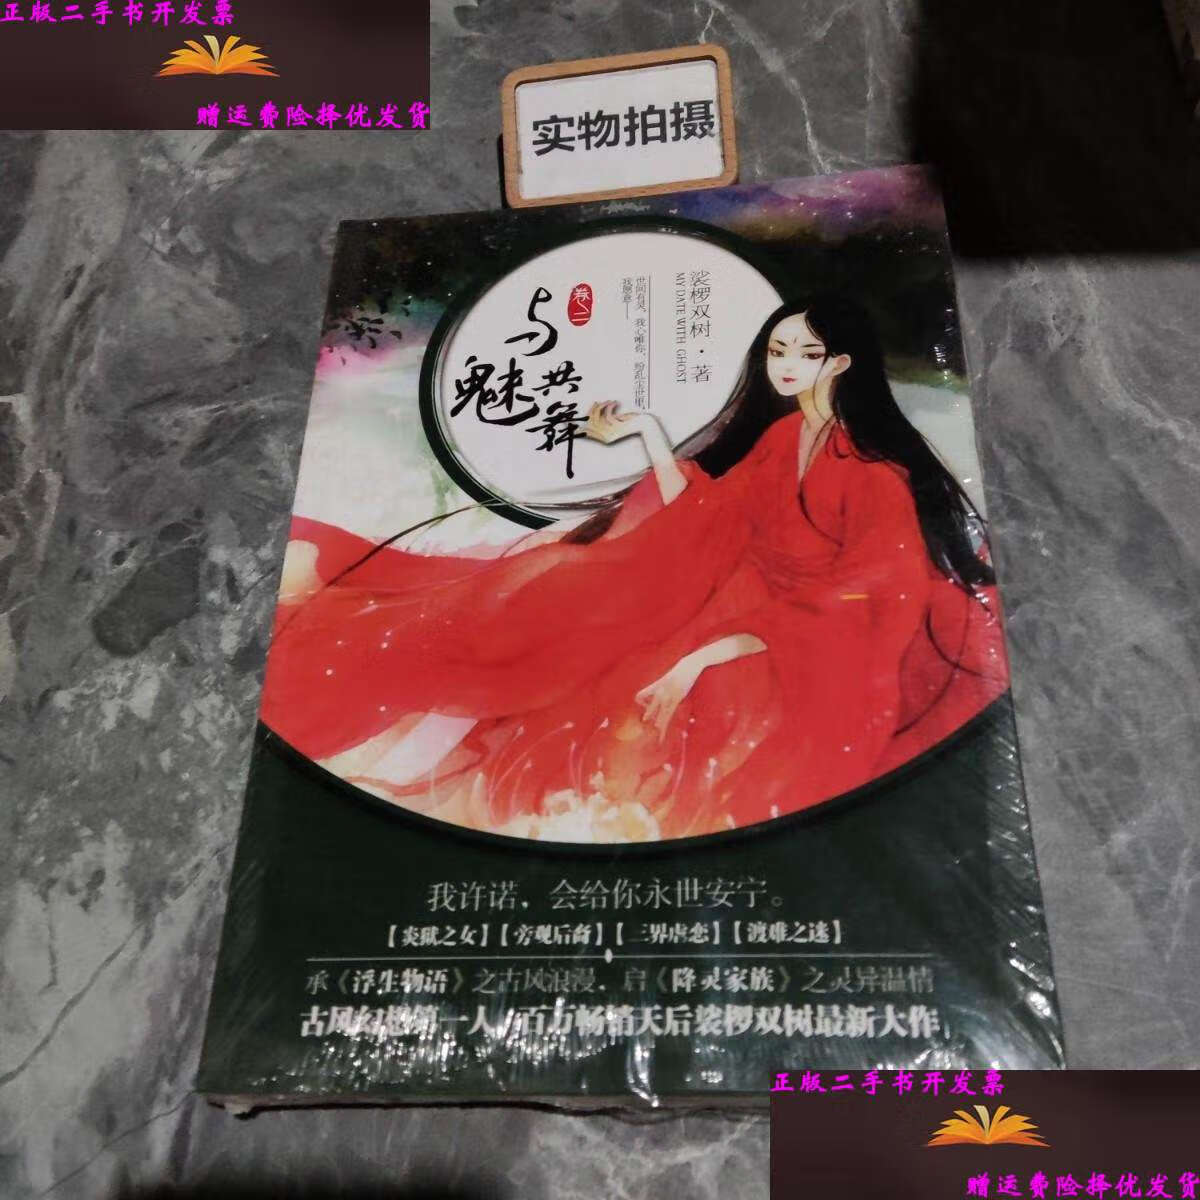 正版二手书开发票
赠运费险择优发货
实物拍摄
裟椤双树·著
MY DATE WITH GHOST
世间有灵，我心唯你，纷乱尘世里，
我愿意——
卷二
与
魅共舞
我许诺，会给你永世安宁。
【炎狱之女】【旁观后裔】【三界虐恋】【渡难之谜】
承《浮生物语》之古风浪漫，启《降灵家族》之灵异温情
古风幻想第一人/百万畅销天后裟椤双树最新大作
正版二手书开发票
赠运费险择优发货